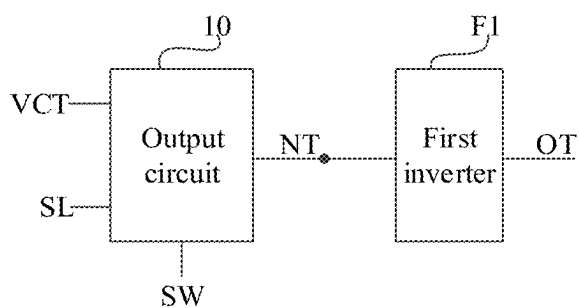 10
F1
VCT
Output
circuit
NT
First
inverter
OT
SL
SW